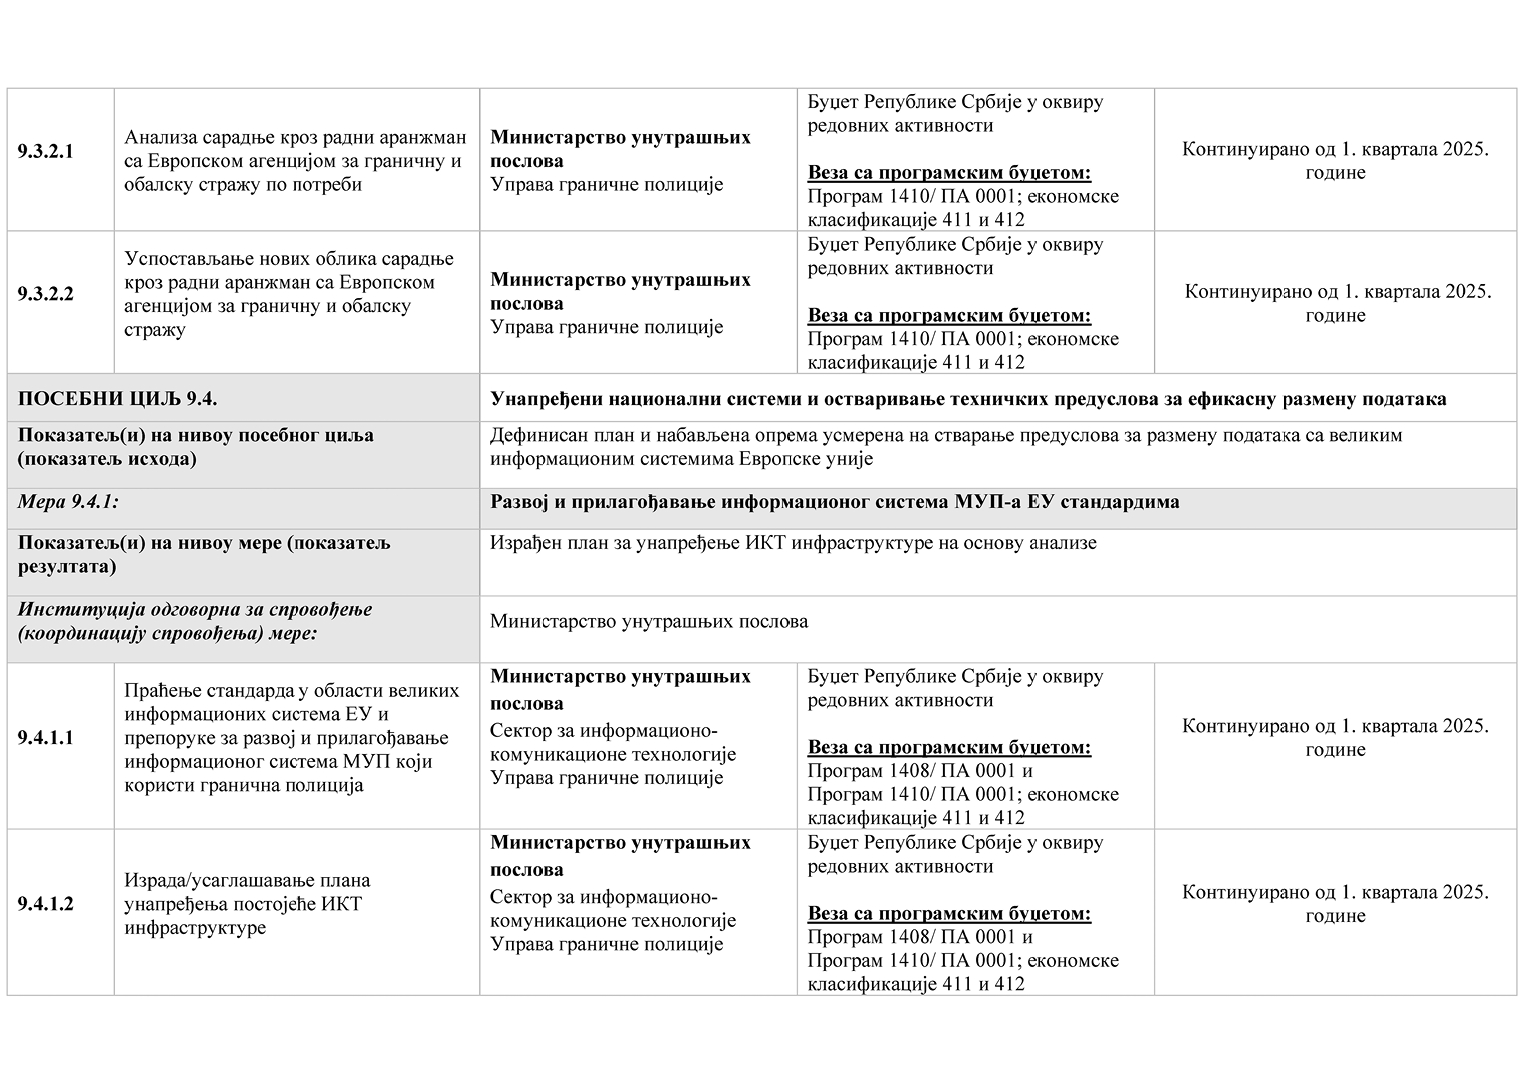 9.3.2.1
Анализа сарадње кроз радни аранжман
са Европском агенцијом за граничну и
обалску стражу по потреби
Министарство унутрашњих
послова
Управа граничне полиције
Буџет Републике Србије у оквиру
редовних активности
Веза са програмским буџетом:
Програм 1410/ ПА 0001; економске
класификације 411 и 412
Континуирано од 1. квартала 2025.
године
9.3.2.2
Успостављање нових облика сарадње
кроз радни аранжман са Европском
агенцијом за граничну и обалску
стражу
Министарство унутрашњих
послова
Управа граничне полиције
Буџет Републике Србије у оквиру
редовних активности
Веза са програмским буџетом:
Програм 1410/ ПА 0001; економске
класификације 411 и 412
Континуирано од 1. квартала 2025.
године
ПОСЕБНИ ЦИЉ 9.4.
Унапређени национални системи и остваривање техничких предуслова за ефикасну размену података
Показатељ(и) на нивоу посебног циља
(показатељ исхода)
Дефинисан план и набављена опрема усмерена на стварање предуслова за размену података са великим
информационим системима Европске уније
Мера 9.4.1:
Развој и прилагођавање информационог система МУП-а ЕУ стандардима
Показатељ(и) на нивоу мере (показатељ
резултата)
Израђен план за унапређење ИКТ инфраструктуре на основу анализе
Институција одговорна за спровођење
(координацију спровођења) мере:
Министарство унутрашњих послова
9.4.1.1
Праћење стандарда у области великих
информационих система ЕУ и
препоруке за развој и прилагођавање
информационог система МУП који
користи гранична полиција
Министарство унутрашњих
послова
Сектор за информационо-
комуникационе технологије
Управа граничне полиције
Буџет Републике Србије у оквиру
редовних активности
Веза са програмским буџетом:
Програм 1408/ ПА 0001 и
Програм 1410/ ПА 0001; економске
класификације 411 и 412
Континуирано од 1. квартала 2025.
године
9.4.1.2
Израда/усаглашавање плана
унапређења постојеће ИКТ
инфраструктуре
Министарство унутрашњих
послова
Сектор за информационо-
комуникационе технологије
Управа граничне полиције
Буџет Републике Србије у оквиру
редовних активности
Веза са програмским буџетом:
Програм 1408/ ПА 0001 и
Програм 1410/ ПА 0001; економске
класификације 411 и 412
Континуирано од 1. квартала 2025.
године